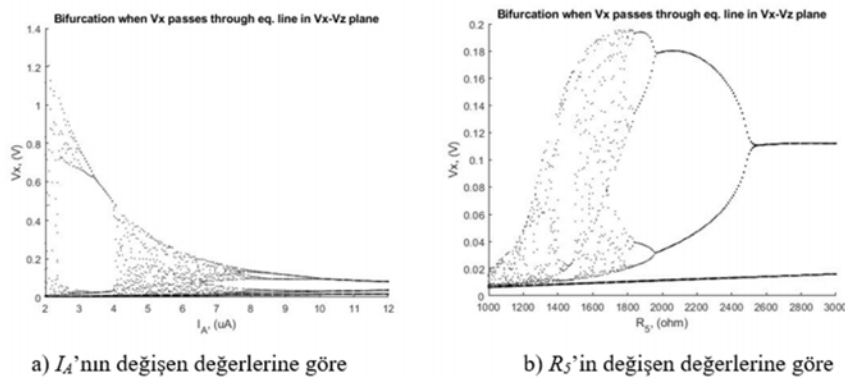 Bifurcation when Vx passes through eq. line in Vx-Vz plane
1.4
1.2
1
0.8
0.6
0.4
0.2
0
Vx, (V)
2 3 4 5 6 7 8 9 10 11 12
I_A, (uA)
a) I_A'nın değişen değerlerine göre
Bifurcation when Vx passes through eq. line in Vx-Vz plane
0.2
0.18
0.16
0.14
0.12
0.1
0.08
0.06
0.04
0.02
0
Vx, (V)
1000 1200 1400 1600 1800 2000 2200 2400 2600 2800 3000
R_5, (ohm)
b) R_5'in değişen değerlerine göre